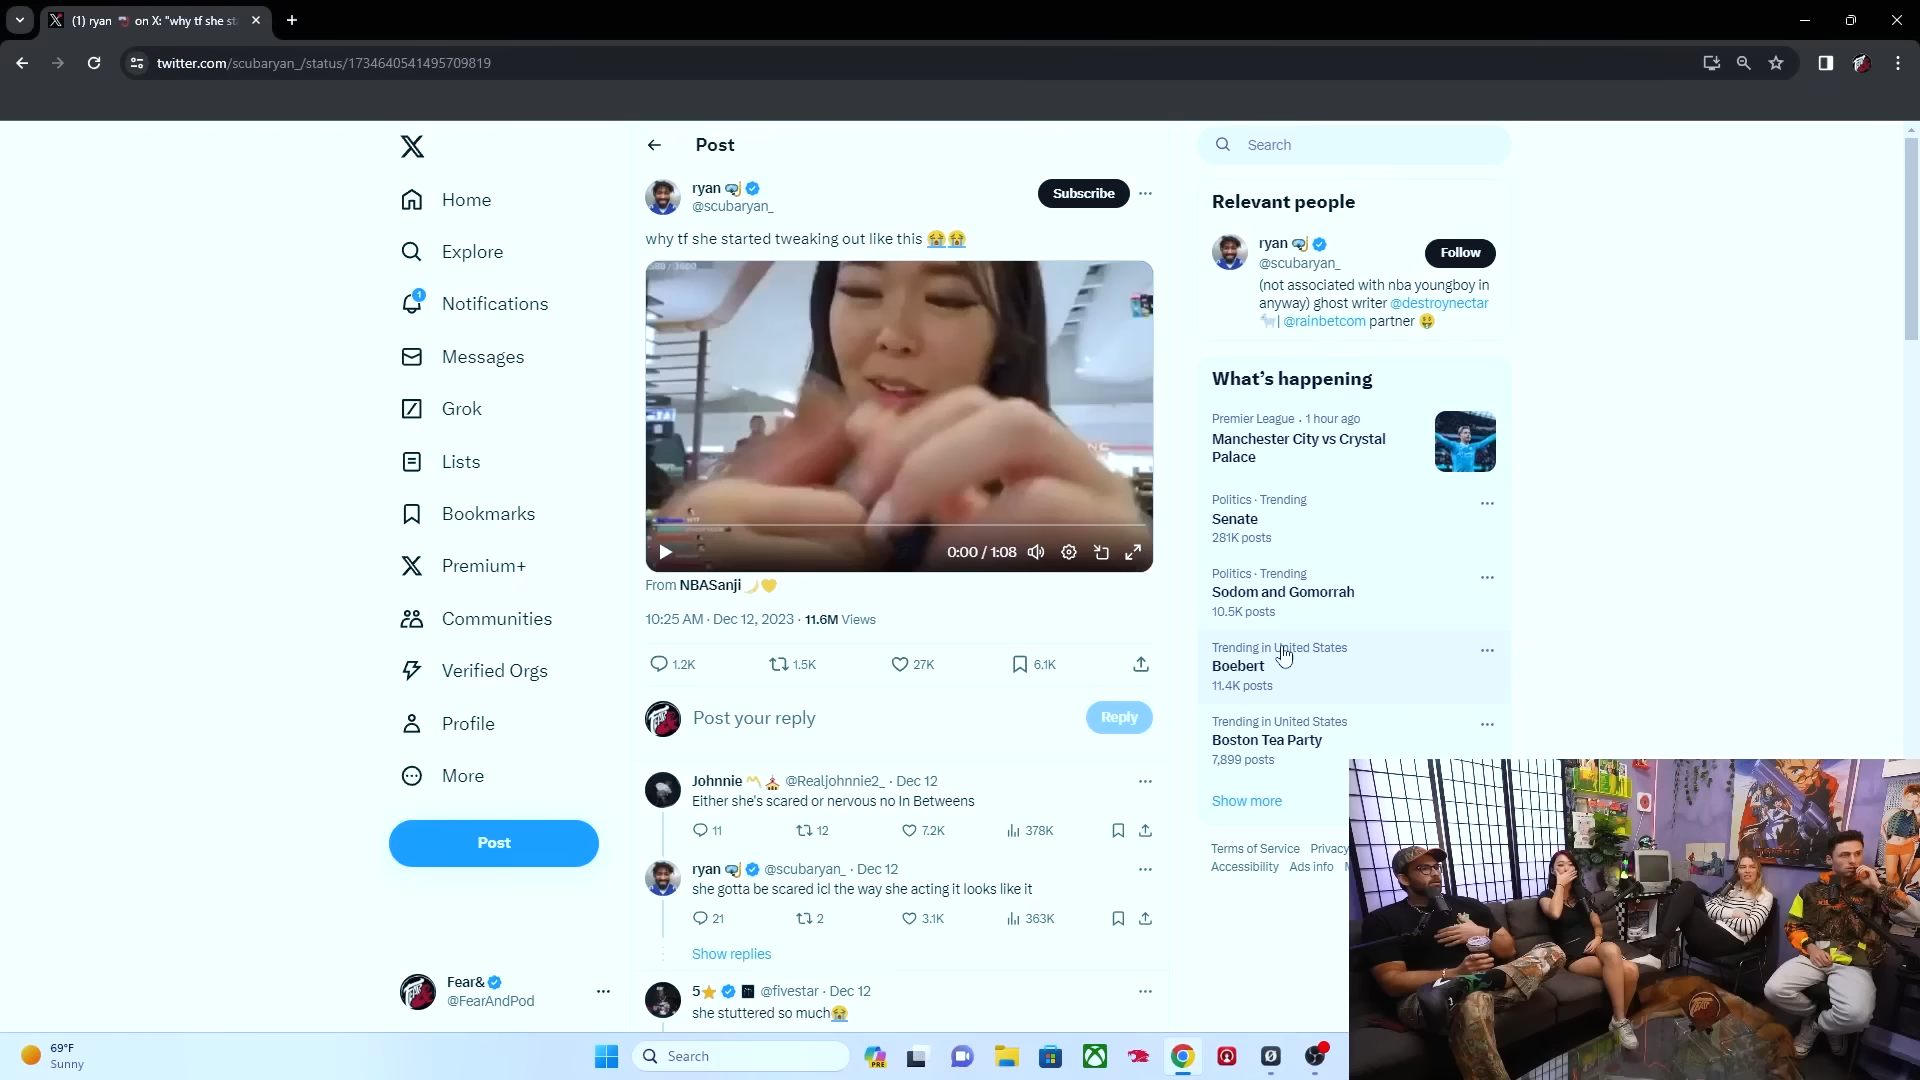 (1) ryan 🤿 on X: "why tf she sta
twitter.com/scubaryan_/status/1734640541495709819
Post
ryan 🤿
@scubaryan_
Subscribe
why tf she started tweaking out like this 😭😭
0:00 / 1:08
From NBASanji 🌙💛
10:25 AM · Dec 12, 2023 · 11.6M Views
1.2K
1.5K
27K
6.1K
Post your reply
Reply
Johnnie @Realjohnnie2_ · Dec 12
Either she's scared or nervous no In Betweens
11
12
7.2K
378K
ryan 🤿 @scubaryan_ · Dec 12
she gotta be scared icl the way she acting it looks like it
21
2
3.1K
363K
Show replies
5⭐ @fivestar · Dec 12
she stuttered so much😭
Home
Explore
1
Notifications
Messages
Grok
Lists
Bookmarks
Premium+
Communities
Verified Orgs
Profile
More
Post
Fear&
@FearAndPod
Search
Relevant people
ryan 🤿
@scubaryan_
Follow
(not associated with nba youngboy in
anyway) ghost writer @destroynectar
🐐| @rainbetcom partner 🤑
What's happening
Premier League · 1 hour ago
Manchester City vs Crystal
Palace
Politics · Trending
Senate
281K posts
Politics · Trending
Sodom and Gomorrah
10.5K posts
Trending in United States
Boebert
11.4K posts
Trending in United States
Boston Tea Party
7,899 posts
Show more
Terms of Service Privacy
Accessibility Ads info
69°F
Sunny
Search
PRE